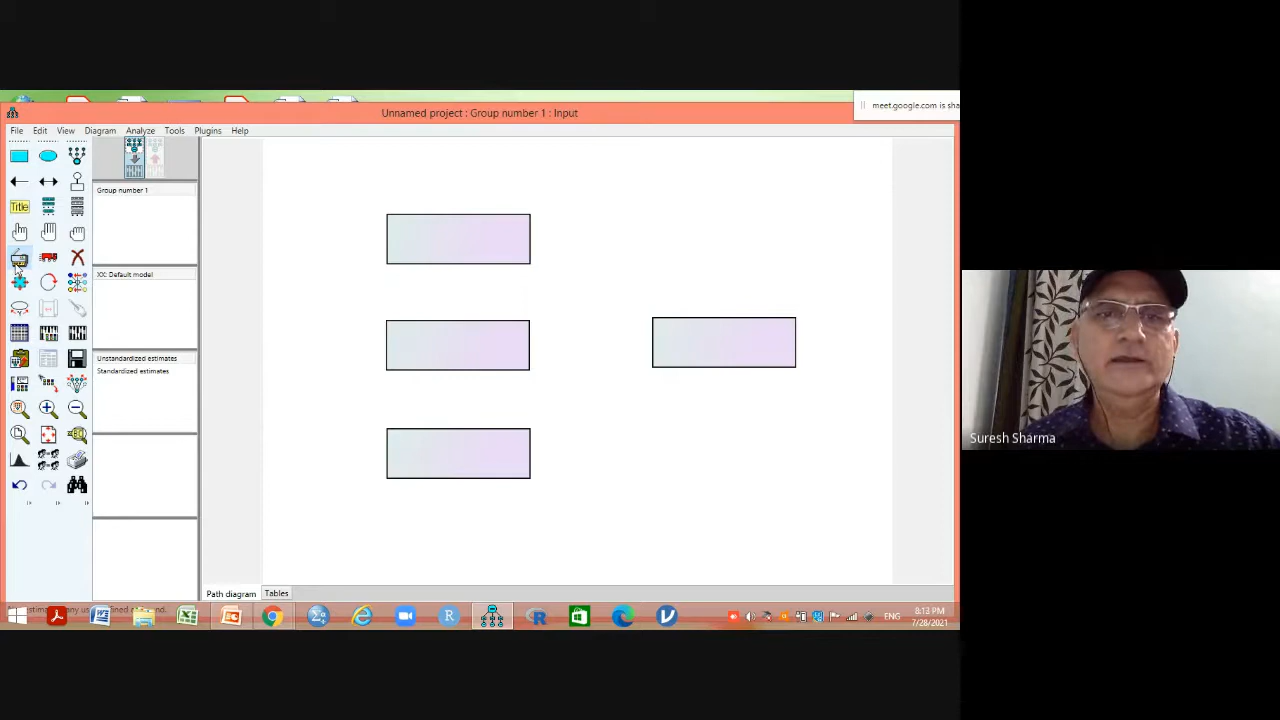 Unnamed project : Group number 1 : Input
meet.google.com is sha
File Edit View Diagram Analyze Tools Plugins Help
Title
Group number 1
XX: Default model
Unstandardized estimates
Standardized estimates
Path diagram Tables
Suresh Sharma
ENG
8:13 PM
7/28/2021